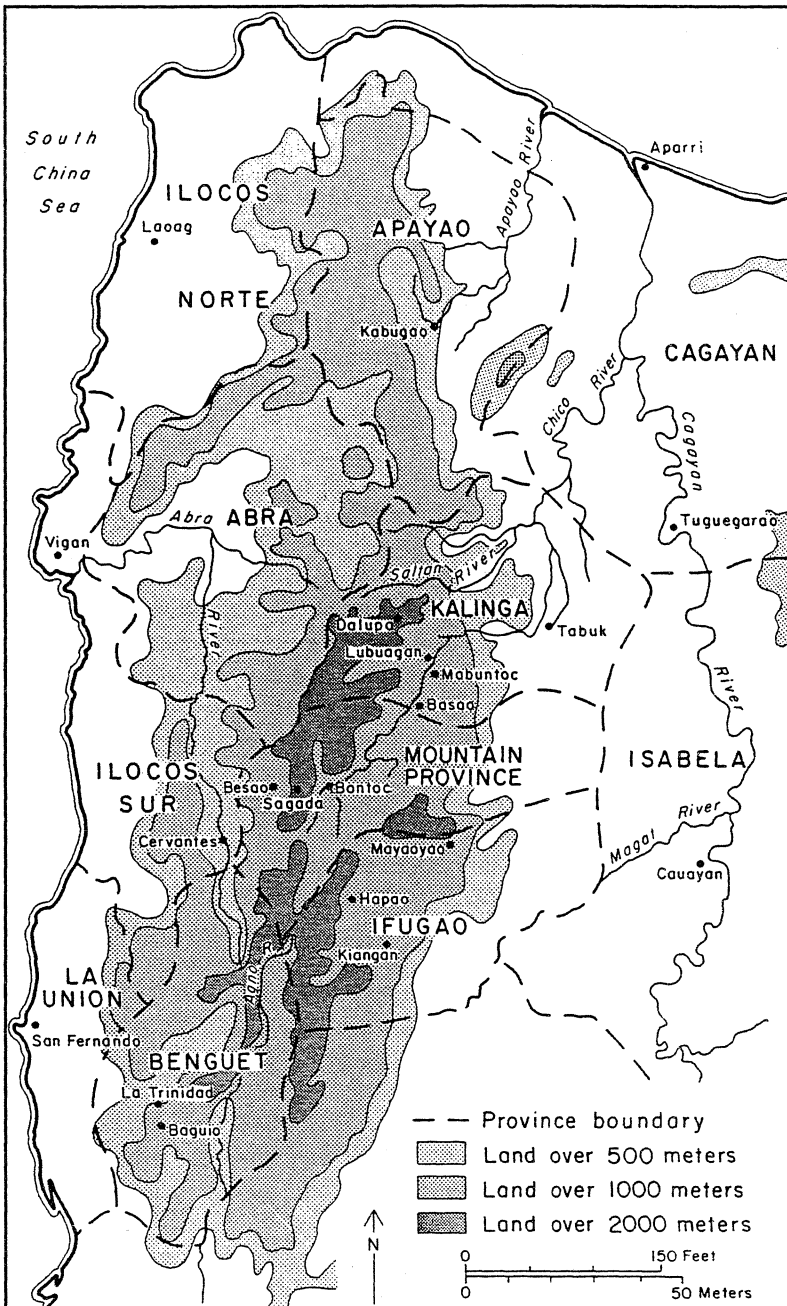 South
China
Sea
Aparri
Apayao River
ILOCOS
Laoag
APAYAO
NORTE
Kabugao
CAGAYAN
Chico River
Cagayan
Tuguegarao
Abra
ABRA
Vigan
Saltan
River
River
KALINGA
Dalupa
Tabuk
Lubuagan
Mabuntoc
Basao
River
MOUNTAIN
PROVINCE
ISABELA
ILOCOS
SUR
Besao
Sagada
Bontoc
Cervantes
Mayaoyao
Magat River
Cauayan
Hapao
IFUGAO
Kiangan
Agno R.
LA
UNION
San Fernando
BENGUET
La Trinidad
Baguio
Province boundary
Land over 500 meters
Land over 1000 meters
Land over 2000 meters
N
0 150 Feet
0 50 Meters